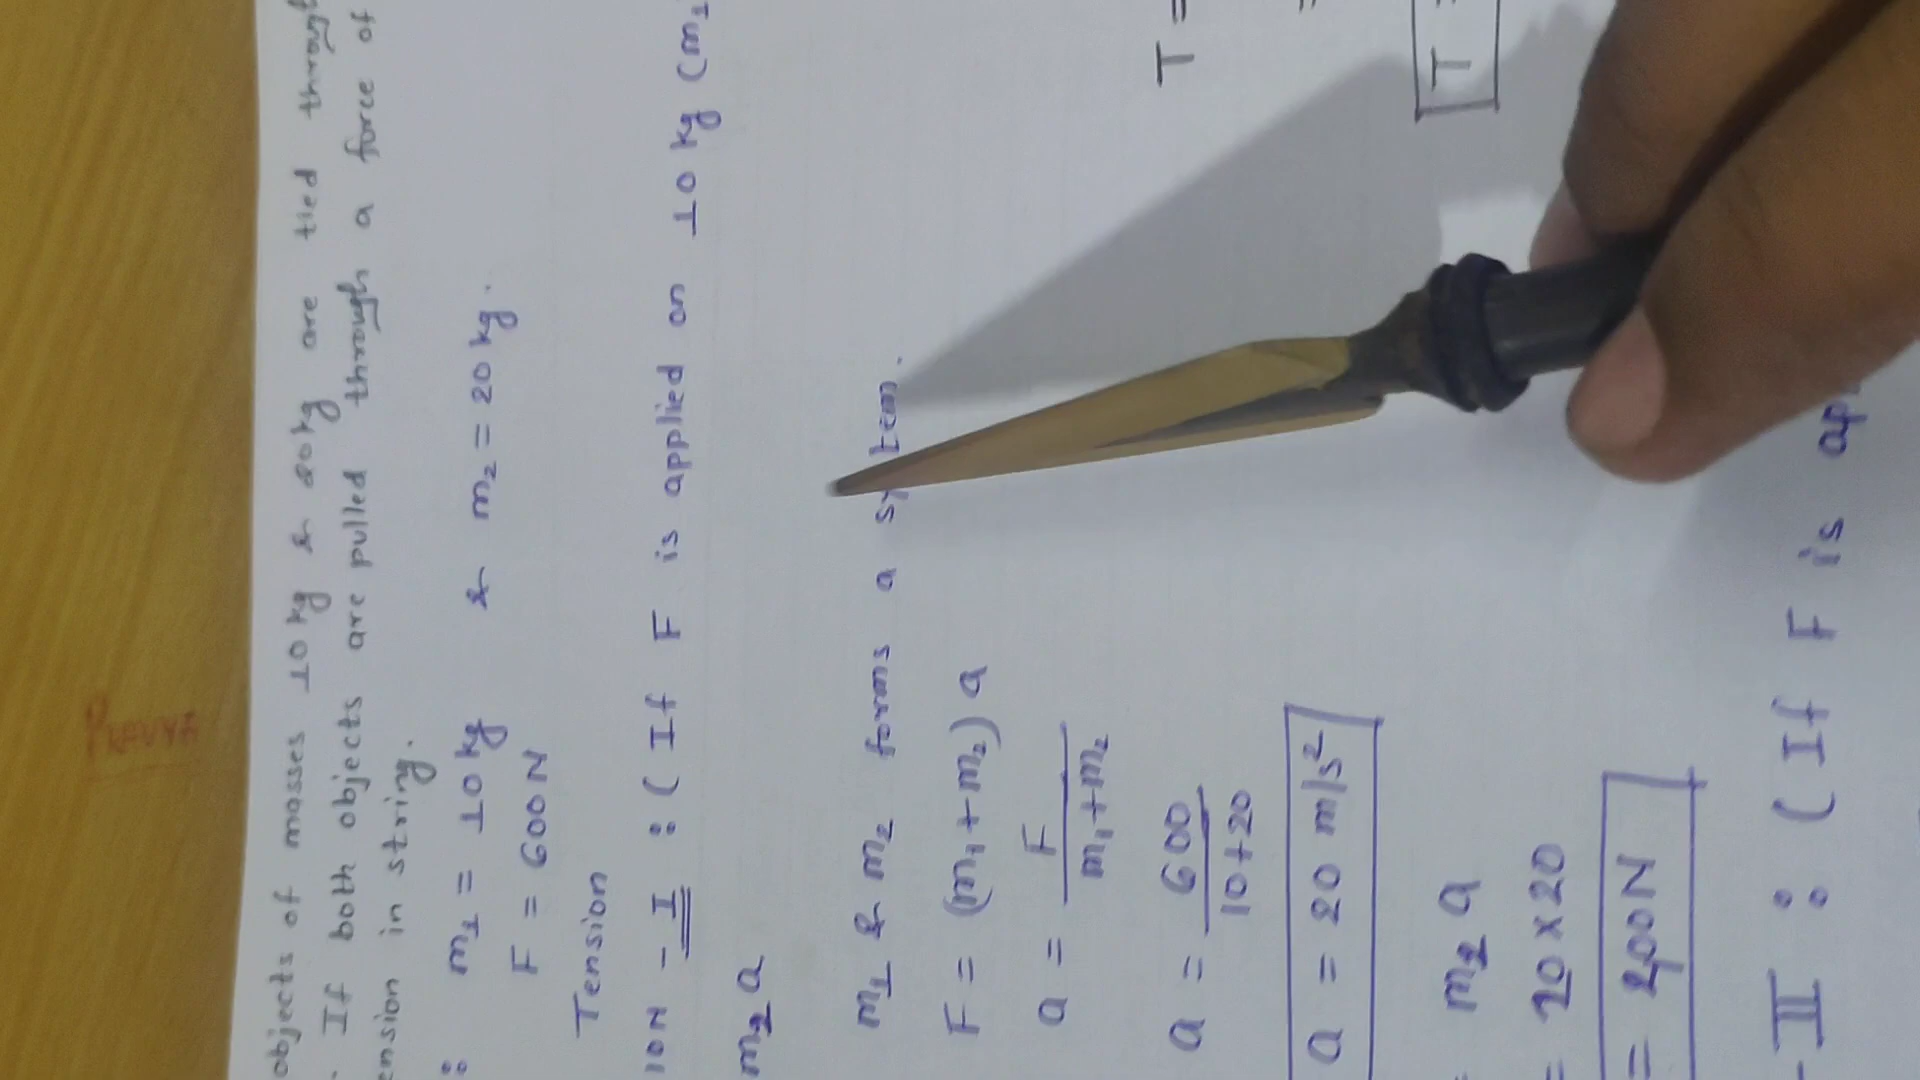 objects of masses 10 kg & 20kg are tied through
. If both objects are pulled through a force of
ension in string.
: m1 = 10 kg & m2 = 20 kg.
F = 600 N
Tension
ION - I : ( If F is applied on 10 kg (m1
m2 a
m1 & m2 forms a system.
F = (m1 + m2) a
a = F / m1 + m2
a = 600 / 10+20
a = 20 m/s²
= m2 a
= 20 × 20
= 400 N
- II : ( If F is ap
T =
=
T =